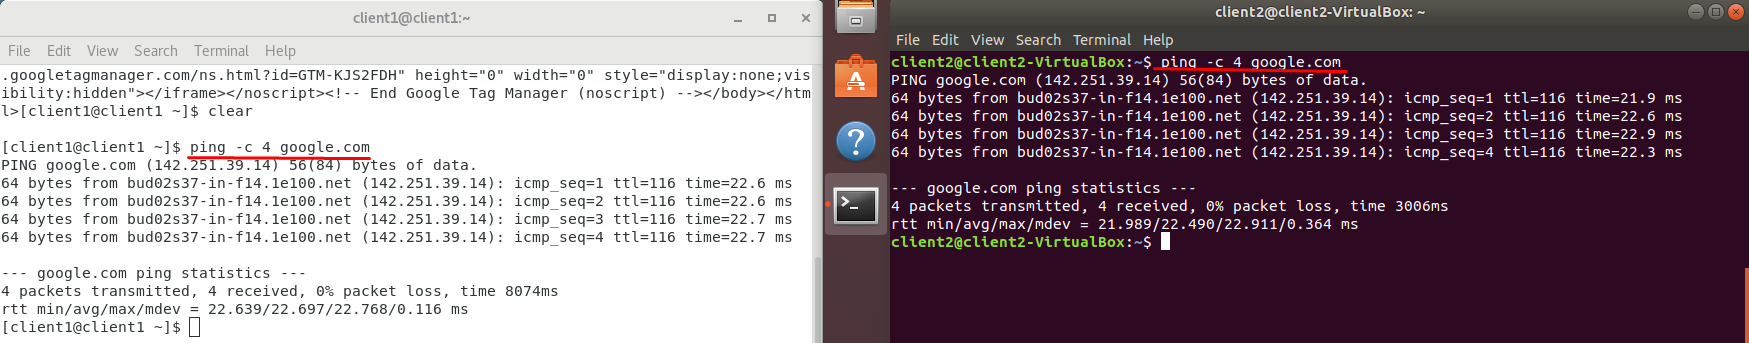 client1@client1:~
File Edit View Search Terminal Help
.googletagmanager.com/ns.html?id=GTM-KJS2FDH" height="0" width="0" style="display:none;vis
ibility:hidden"></iframe></noscript><!-- End Google Tag Manager (noscript) --></body></htm
l>[client1@client1 ~]$ clear
[client1@client1 ~]$ ping -c 4 google.com
PING google.com (142.251.39.14) 56(84) bytes of data.
64 bytes from bud02s37-in-f14.1e100.net (142.251.39.14): icmp_seq=1 ttl=116 time=22.6 ms
64 bytes from bud02s37-in-f14.1e100.net (142.251.39.14): icmp_seq=2 ttl=116 time=22.6 ms
64 bytes from bud02s37-in-f14.1e100.net (142.251.39.14): icmp_seq=3 ttl=116 time=22.7 ms
64 bytes from bud02s37-in-f14.1e100.net (142.251.39.14): icmp_seq=4 ttl=116 time=22.7 ms
--- google.com ping statistics ---
4 packets transmitted, 4 received, 0% packet loss, time 8074ms
rtt min/avg/max/mdev = 22.639/22.697/22.768/0.116 ms
[client1@client1 ~]$
client2@client2-VirtualBox: ~
File Edit View Search Terminal Help
client2@client2-VirtualBox:~$ ping -c 4 google.com
PING google.com (142.251.39.14) 56(84) bytes of data.
64 bytes from bud02s37-in-f14.1e100.net (142.251.39.14): icmp_seq=1 ttl=116 time=21.9 ms
64 bytes from bud02s37-in-f14.1e100.net (142.251.39.14): icmp_seq=2 ttl=116 time=22.6 ms
64 bytes from bud02s37-in-f14.1e100.net (142.251.39.14): icmp_seq=3 ttl=116 time=22.9 ms
64 bytes from bud02s37-in-f14.1e100.net (142.251.39.14): icmp_seq=4 ttl=116 time=22.3 ms
--- google.com ping statistics ---
4 packets transmitted, 4 received, 0% packet loss, time 3006ms
rtt min/avg/max/mdev = 21.989/22.490/22.911/0.364 ms
client2@client2-VirtualBox:~$